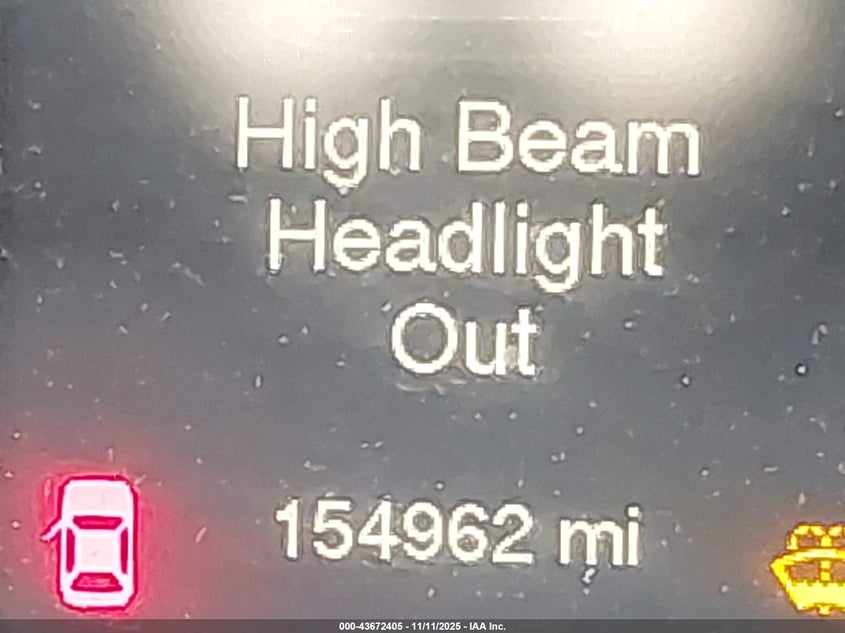 High Beam
Headlight
Out
154962 mi
000-43672405 - 11/11/2025 - IAA Inc.